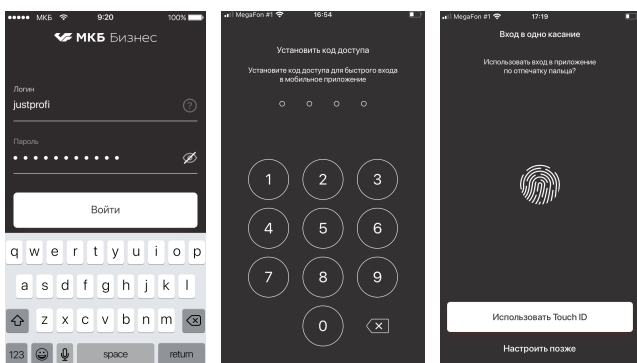 МКБ 9:20 100%
МКБ Бизнес
Логин
justprofi
?
Пароль
Войти
q w e r t y u i o p
a s d f g h j k l
z x c v b n m
123 space return
MegaFon #1 16:54
Установить код доступа
Установите код доступа для быстрого входа
в мобильное приложение
1 2 3
4 5 6
7 8 9
0
MegaFon #1 17:19
Вход в одно касание
Использовать вход в приложение
по отпечатку пальца?
Использовать Touch ID
Настроить позже